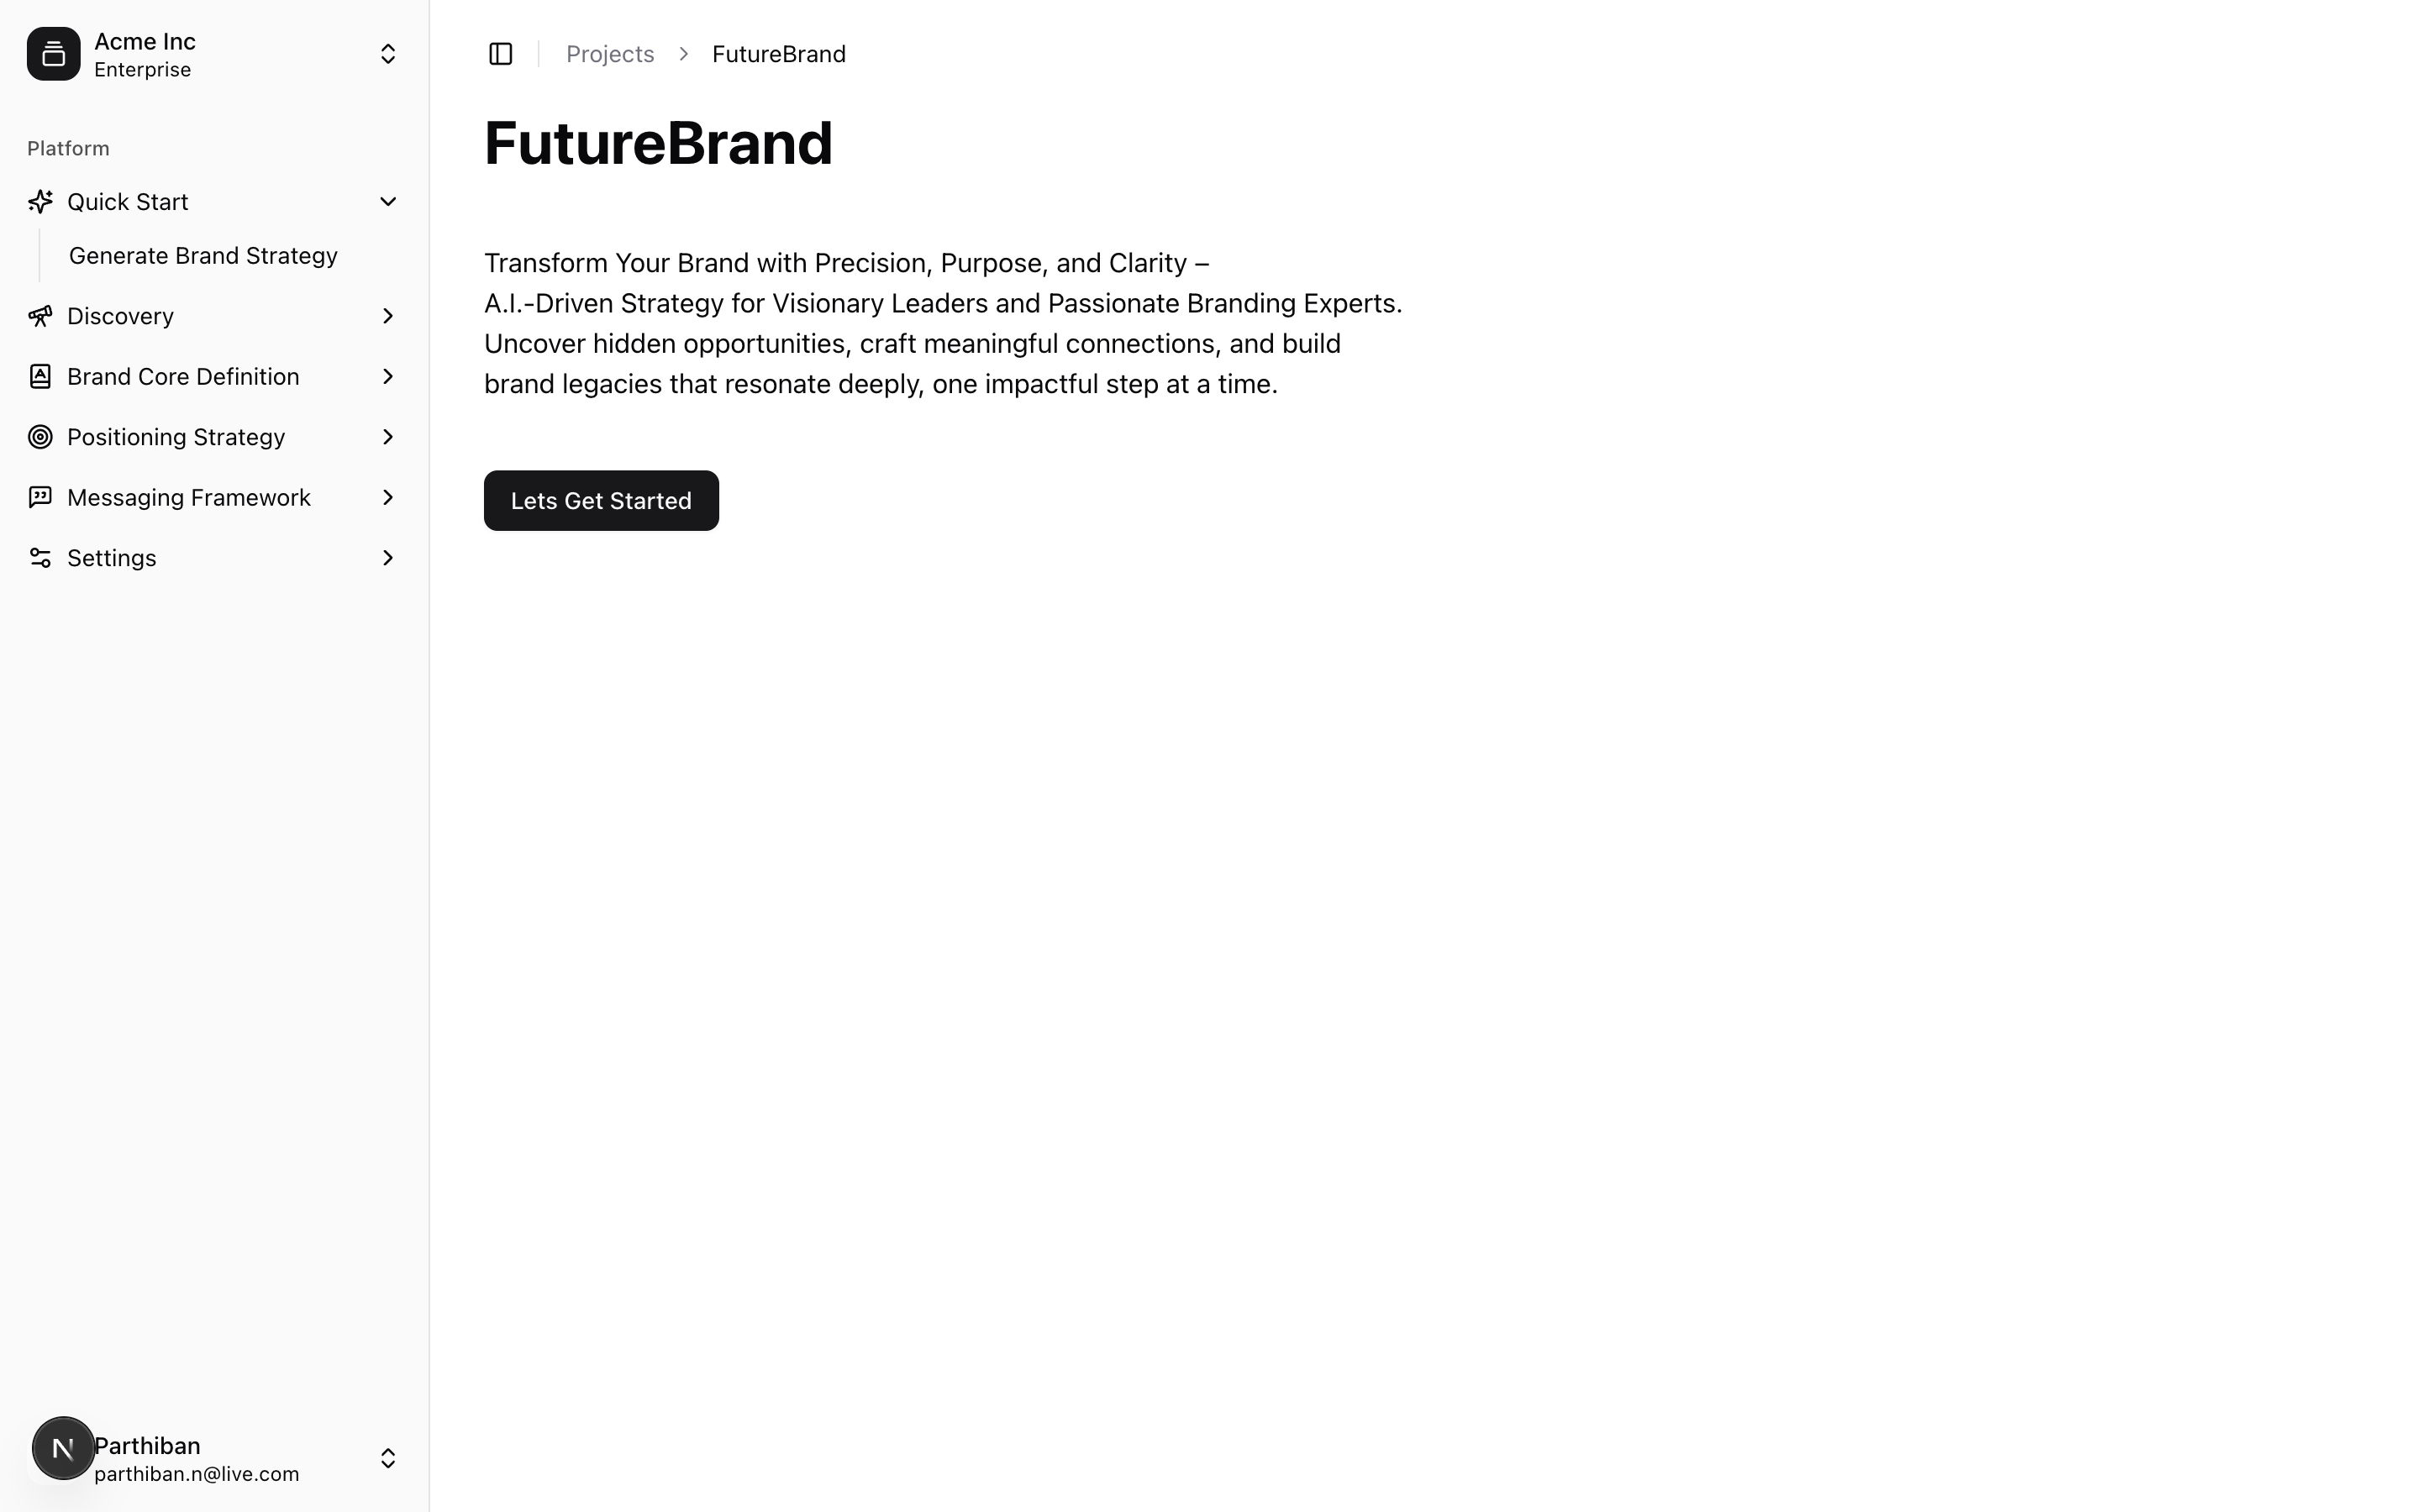 Acme Inc
Enterprise
Platform
Quick Start
Generate Brand Strategy
Discovery
Brand Core Definition
Positioning Strategy
Messaging Framework
Settings
N
Parthiban
parthiban.n@live.com
Projects > FutureBrand
FutureBrand
Transform Your Brand with Precision, Purpose, and Clarity –
A.I.-Driven Strategy for Visionary Leaders and Passionate Branding Experts.
Uncover hidden opportunities, craft meaningful connections, and build
brand legacies that resonate deeply, one impactful step at a time.
Lets Get Started